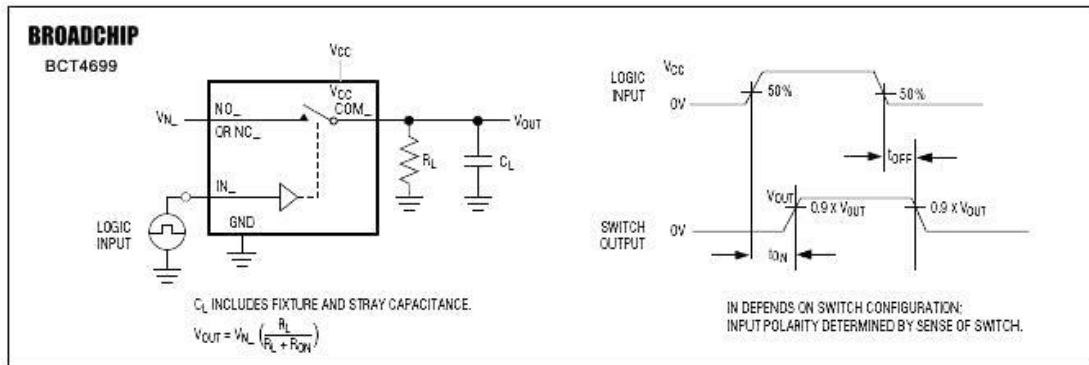 BROADCHIP
BCT4699
VCC
VCC
VN_
NO_
COM_
VOUT
OR NC_
RL
CL
IN_
LOGIC
INPUT
GND
CL INCLUDES FIXTURE AND STRAY CAPACITANCE.
VOUT = VN_ (RL / RL + RON)
LOGIC
INPUT
VCC
0V
50%
50%
tOFF
SWITCH
OUTPUT
VOUT
0V
0.9 X VOUT
0.9 X VOUT
tON
IN DEPENDS ON SWITCH CONFIGURATION;
INPUT POLARITY DETERMINED BY SENSE OF SWITCH.